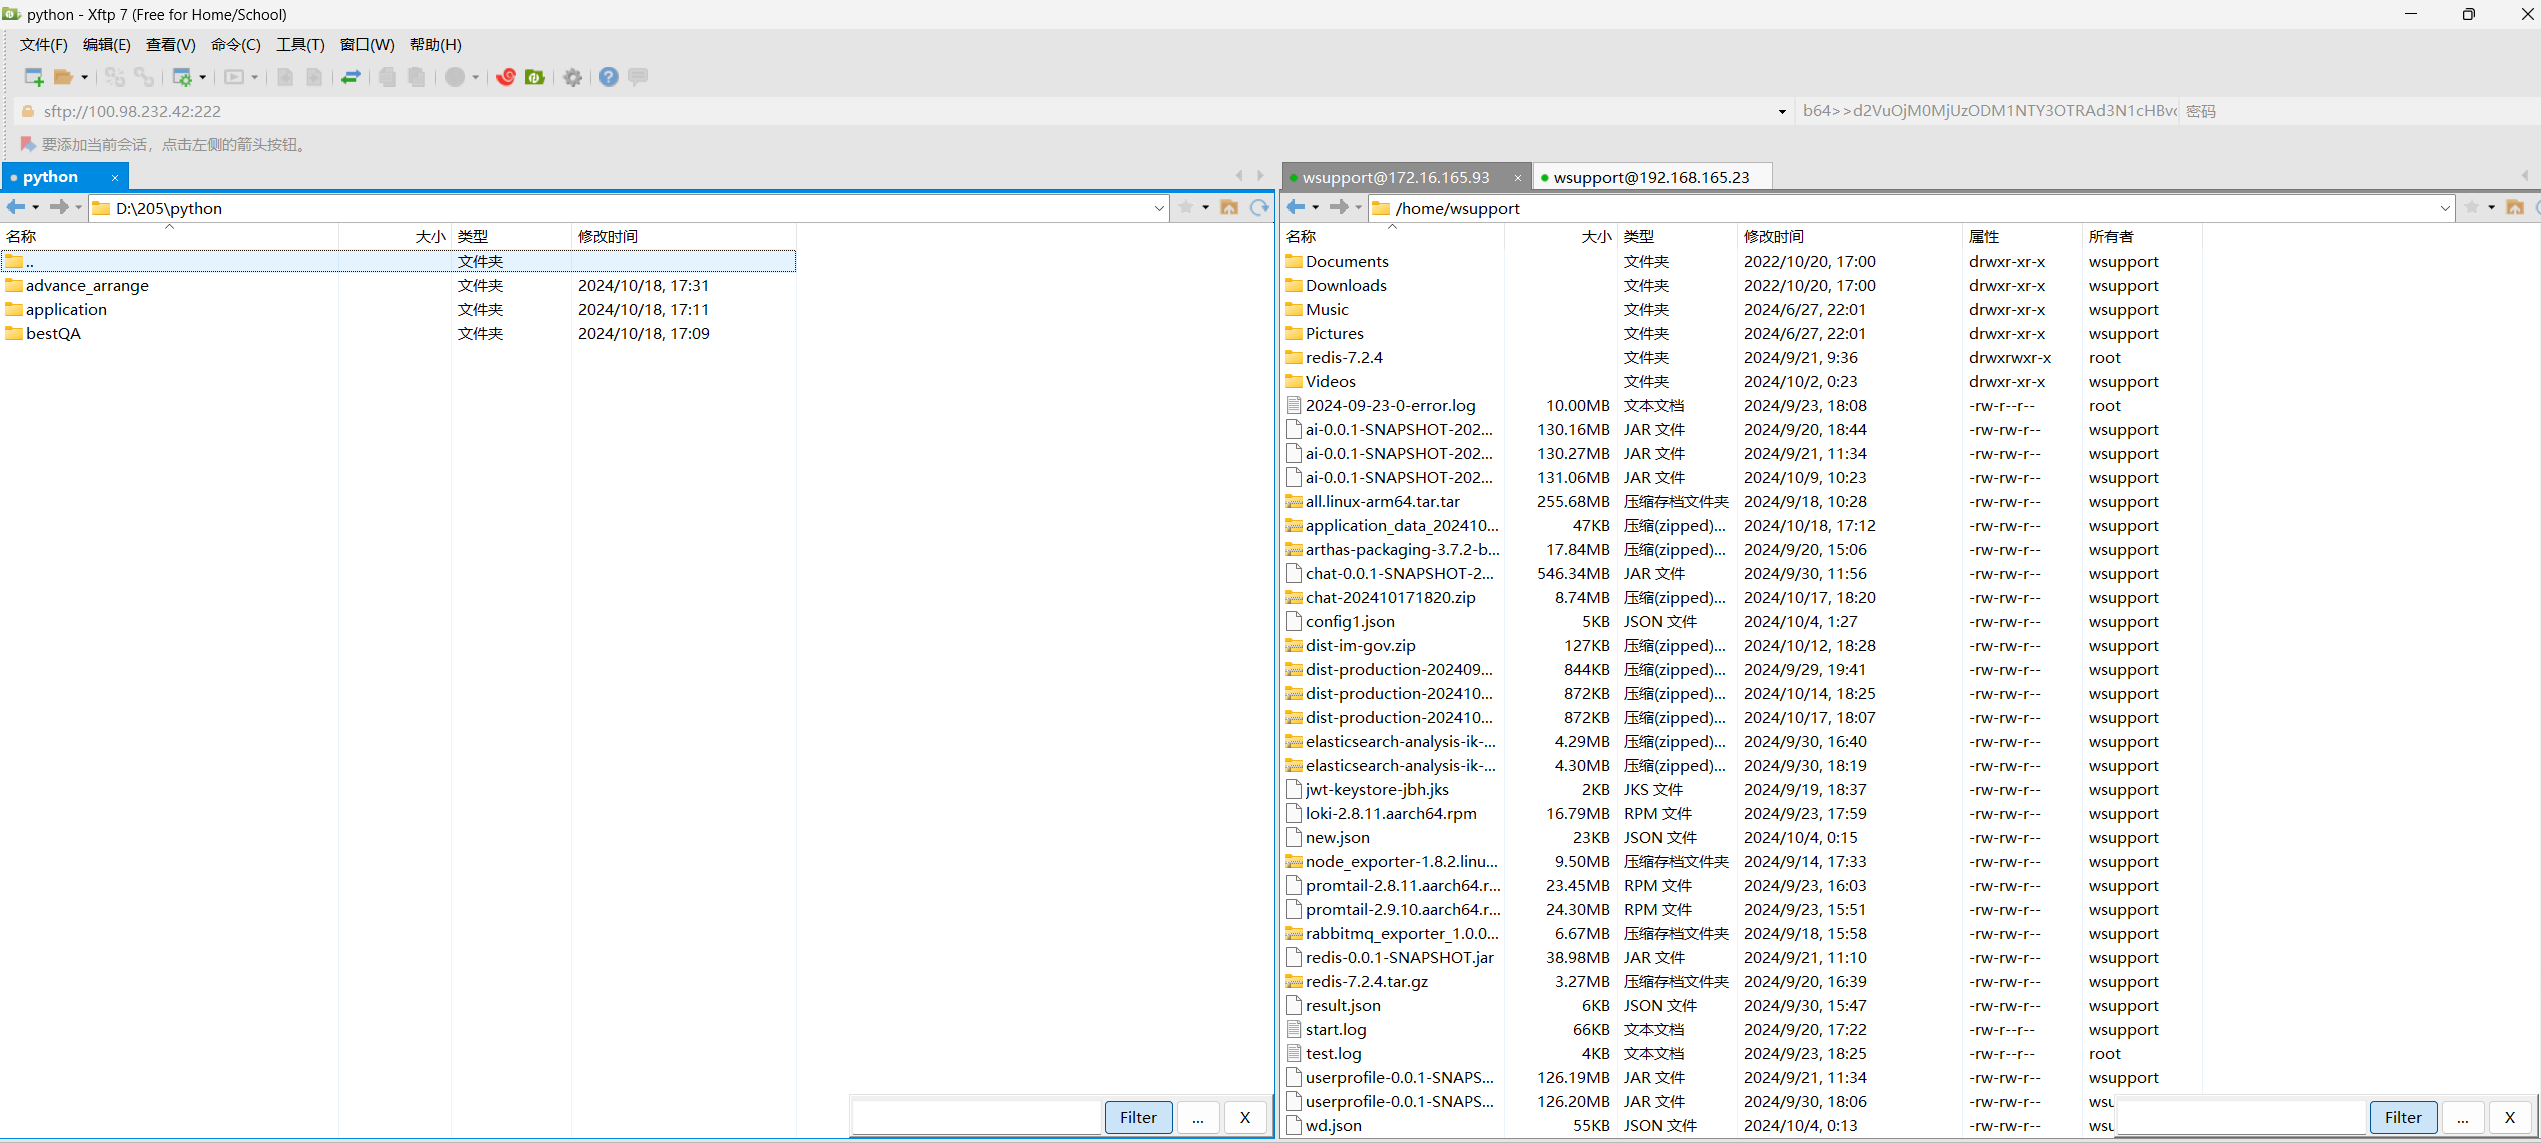 python - Xftp 7 (Free for Home/School)
文件(F) 编辑(E) 查看(V) 命令(C) 工具(T) 窗口(W) 帮助(H)
sftp://100.98.232.42:222
密码
要添加当前会话，点击左侧的箭头按钮。
python
wsupport@172.16.165.93
wsupport@192.168.165.23
D:\205\python
名称 大小 类型 修改时间
.. 文件夹
advance_arrange 文件夹 2024/10/18, 17:31
application 文件夹 2024/10/18, 17:11
bestQA 文件夹 2024/10/18, 17:09
Filter ... X
/home/wsupport
名称 大小 类型 修改时间 属性 所有者
Documents 文件夹 2022/10/20, 17:00 drwxr-xr-x wsupport
Downloads 文件夹 2022/10/20, 17:00 drwxr-xr-x wsupport
Music 文件夹 2024/6/27, 22:01 drwxr-xr-x wsupport
Pictures 文件夹 2024/6/27, 22:01 drwxr-xr-x wsupport
redis-7.2.4 文件夹 2024/9/21, 9:36 drwxrwxr-x root
Videos 文件夹 2024/10/2, 0:23 drwxr-xr-x wsupport
2024-09-23-0-error.log 10.00MB 文本文档 2024/9/23, 18:08 -rw-r--r-- root
ai-0.0.1-SNAPSHOT-202... 130.16MB JAR 文件 2024/9/20, 18:44 -rw-rw-r-- wsupport
ai-0.0.1-SNAPSHOT-202... 130.27MB JAR 文件 2024/9/21, 11:34 -rw-rw-r-- wsupport
ai-0.0.1-SNAPSHOT-202... 131.06MB JAR 文件 2024/10/9, 10:23 -rw-rw-r-- wsupport
all.linux-arm64.tar.tar 255.68MB 压缩存档文件夹 2024/9/18, 10:28 -rw-rw-r-- wsupport
application_data_202410... 47KB 压缩(zipped)... 2024/10/18, 17:12 -rw-rw-r-- wsupport
arthas-packaging-3.7.2-b... 17.84MB 压缩(zipped)... 2024/9/20, 15:06 -rw-rw-r-- wsupport
chat-0.0.1-SNAPSHOT-2... 546.34MB JAR 文件 2024/9/30, 11:56 -rw-rw-r-- wsupport
chat-202410171820.zip 8.74MB 压缩(zipped)... 2024/10/17, 18:20 -rw-rw-r-- wsupport
config1.json 5KB JSON 文件 2024/10/4, 1:27 -rw-rw-r-- wsupport
dist-im-gov.zip 127KB 压缩(zipped)... 2024/10/12, 18:28 -rw-rw-r-- wsupport
dist-production-202409... 844KB 压缩(zipped)... 2024/9/29, 19:41 -rw-rw-r-- wsupport
dist-production-202410... 872KB 压缩(zipped)... 2024/10/14, 18:25 -rw-rw-r-- wsupport
dist-production-202410... 872KB 压缩(zipped)... 2024/10/17, 18:07 -rw-rw-r-- wsupport
elasticsearch-analysis-ik-... 4.29MB 压缩(zipped)... 2024/9/30, 16:40 -rw-rw-r-- wsupport
elasticsearch-analysis-ik-... 4.30MB 压缩(zipped)... 2024/9/30, 18:19 -rw-rw-r-- wsupport
jwt-keystore-jbh.jks 2KB JKS 文件 2024/9/19, 18:37 -rw-rw-r-- wsupport
loki-2.8.11.aarch64.rpm 16.79MB RPM 文件 2024/9/23, 17:59 -rw-rw-r-- wsupport
new.json 23KB JSON 文件 2024/10/4, 0:15 -rw-rw-r-- wsupport
node_exporter-1.8.2.linu... 9.50MB 压缩存档文件夹 2024/9/14, 17:33 -rw-rw-r-- wsupport
promtail-2.8.11.aarch64.r... 23.45MB RPM 文件 2024/9/23, 16:03 -rw-rw-r-- wsupport
promtail-2.9.10.aarch64.r... 24.30MB RPM 文件 2024/9/23, 15:51 -rw-rw-r-- wsupport
rabbitmq_exporter_1.0.0... 6.67MB 压缩存档文件夹 2024/9/18, 15:58 -rw-rw-r-- wsupport
redis-0.0.1-SNAPSHOT.jar 38.98MB JAR 文件 2024/9/21, 11:10 -rw-rw-r-- wsupport
redis-7.2.4.tar.gz 3.27MB 压缩存档文件夹 2024/9/20, 16:39 -rw-rw-r-- wsupport
result.json 6KB JSON 文件 2024/9/30, 15:47 -rw-rw-r-- wsupport
start.log 66KB 文本文档 2024/9/20, 17:22 -rw-r--r-- wsupport
test.log 4KB 文本文档 2024/9/23, 18:25 -rw-r--r-- root
userprofile-0.0.1-SNAPS... 126.19MB JAR 文件 2024/9/21, 11:34 -rw-rw-r-- wsupport
userprofile-0.0.1-SNAPS... 126.20MB JAR 文件 2024/9/30, 18:06 -rw-rw-r-- wsu
wd.json 55KB JSON 文件 2024/10/4, 0:13 -rw-rw-r-- wsu
Filter ... X